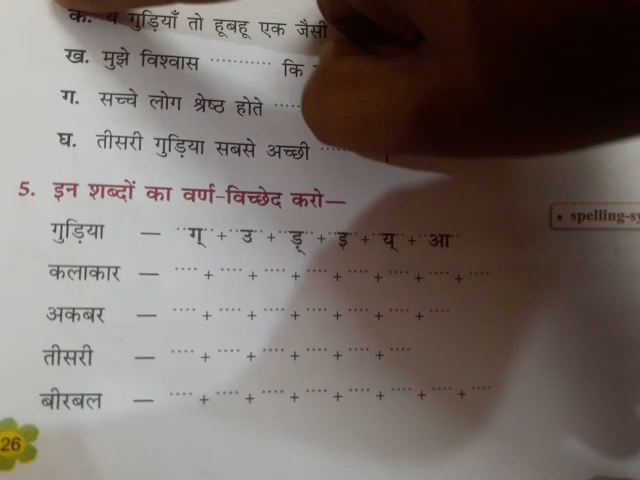 क. ये गुड़ियाँ तो हूबहू एक जैसी
ख. मुझे विश्वास ........... कि
ग. सच्चे लोग श्रेष्ठ होते .....
घ. तीसरी गुड़िया सबसे अच्छी .....
5. इन शब्दों का वर्ण-विच्छेद करो—
• spelling-sy
गुड़िया — ग् + उ + ड़् + इ + य् + आ
कलाकार — .... + .... + .... + .... + .... + .... + .... + ....
अकबर — .... + .... + .... + .... + .... + .... + ....
तीसरी — .... + .... + .... + .... + .... + ....
बीरबल — .... + .... + .... + .... + .... + .... + .... + ....
26